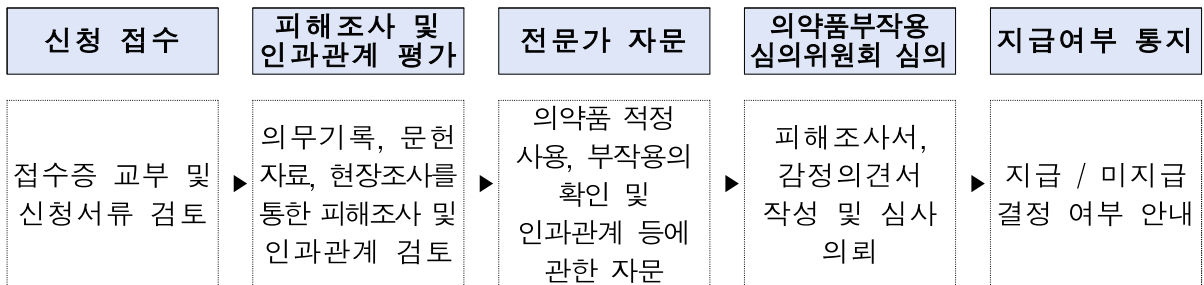 신청 접수
피해조사 및
인과관계 평가
전문가 자문
의약품부작용
심의위원회 심의
지급여부 통지
접수증 교부 및
신청서류 검토
▶
의무기록, 문헌
자료, 현장조사를
통한 피해조사 및
인과관계 검토
▶
의약품 적정
사용, 부작용의
확인 및
인과관계 등에
관한 자문
▶
피해조사서,
감정의견서
작성 및 심사
의뢰
▶
지급 / 미지급
결정 여부 안내